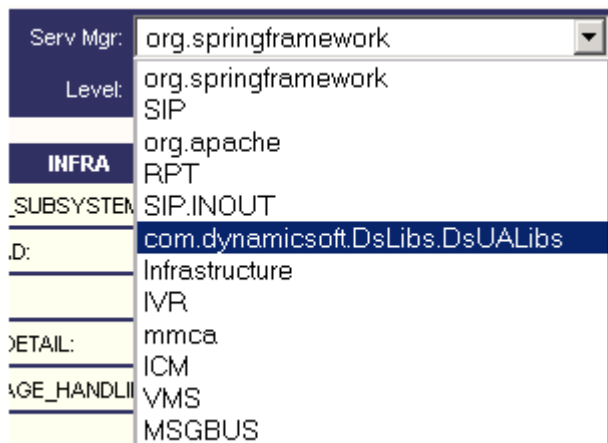 Serv Mgr: org.springframework
Level: org.springframework
SIP
org.apache
INFRA RPT
_SUBSYSTEM SIP.INOUT
com.dynamicsoft.DsLibs.DsUALibs
.D: Infrastructure
IVR
DETAIL: mmca
ICM
AGE_HANDLI VMS
MSGBUS